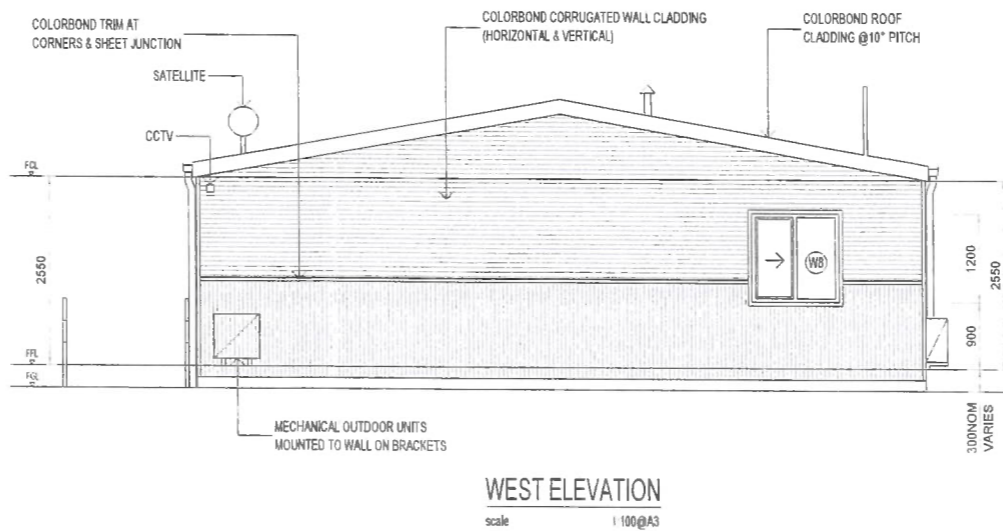 COLORBOND TRIM AT
CORNERS & SHEET JUNCTION
COLORBOND CORRUGATED WALL CLADDING
(HORIZONTAL & VERTICAL)
COLORBOND ROOF
CLADDING @10° PITCH
SATELLITE
CCTV
FCL
2550
W8
1200
2550
900
FFL
FGL
300NOM
VARIES
MECHANICAL OUTDOOR UNITS
MOUNTED TO WALL ON BRACKETS
WEST ELEVATION
scale 1:100@A3